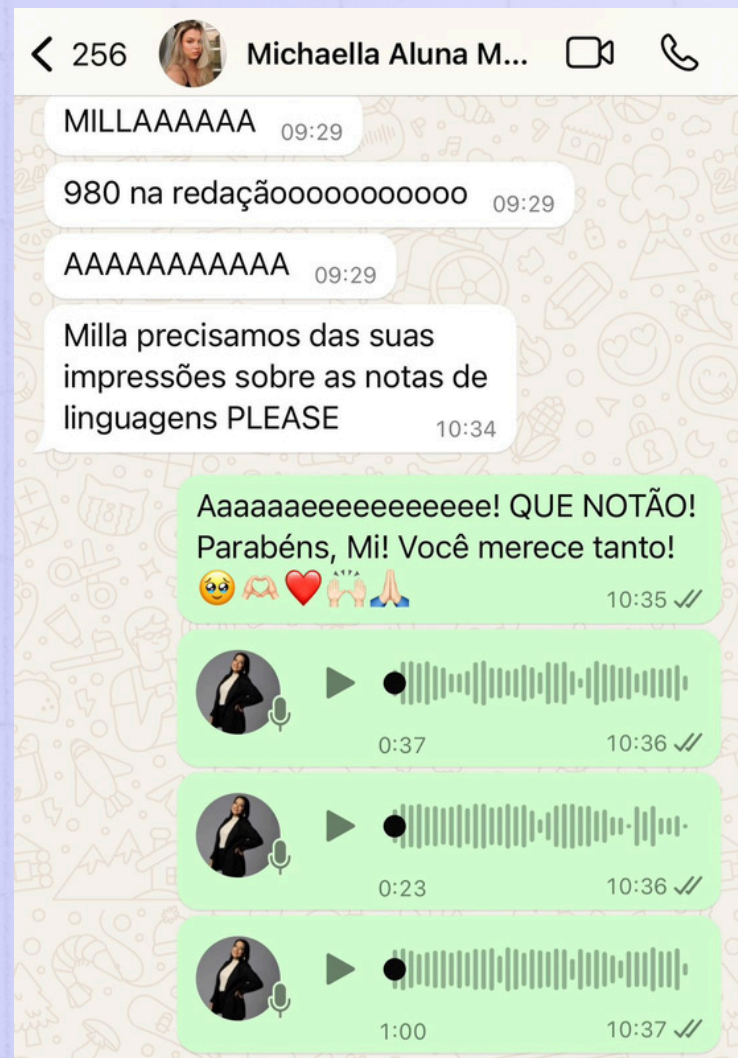 256 Michaella Aluna M...
MILLAAAAAA 09:29
980 na redaçãooooooooooo 09:29
AAAAAAAAAAA 09:29
Milla precisamos das suas
impressões sobre as notas de
linguagens PLEASE 10:34
Aaaaaaeeeeeeeeeeee! QUE NOTÃO!
Parabéns, Mi! Você merece tanto!
🥹🫶🏻❤️🙌🏻🙏🏻 10:35
0:37 10:36
0:23 10:36
1:00 10:37